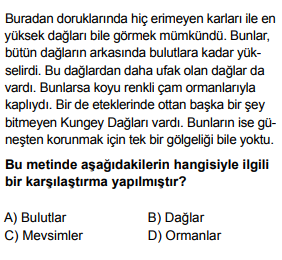 Buradan doruklarında hiç erimeyen karları ile en
yüksek dağları bile görmek mümkündü. Bunlar,
bütün dağların arkasında bulutlara kadar yük-
selirdi. Bu dağlardan daha ufak olan dağlar da
vardı. Bunlarsa koyu renkli çam ormanlarıyla
kaplıydı. Bir de eteklerinde ottan başka bir şey
bitmeyen Kungey Dağları vardı. Bunların ise gü-
neşten korunmak için tek bir gölgeliği bile yoktu.
Bu metinde aşağıdakilerin hangisiyle ilgili
bir karşılaştırma yapılmıştır?
A) Bulutlar B) Dağlar
C) Mevsimler D) Ormanlar